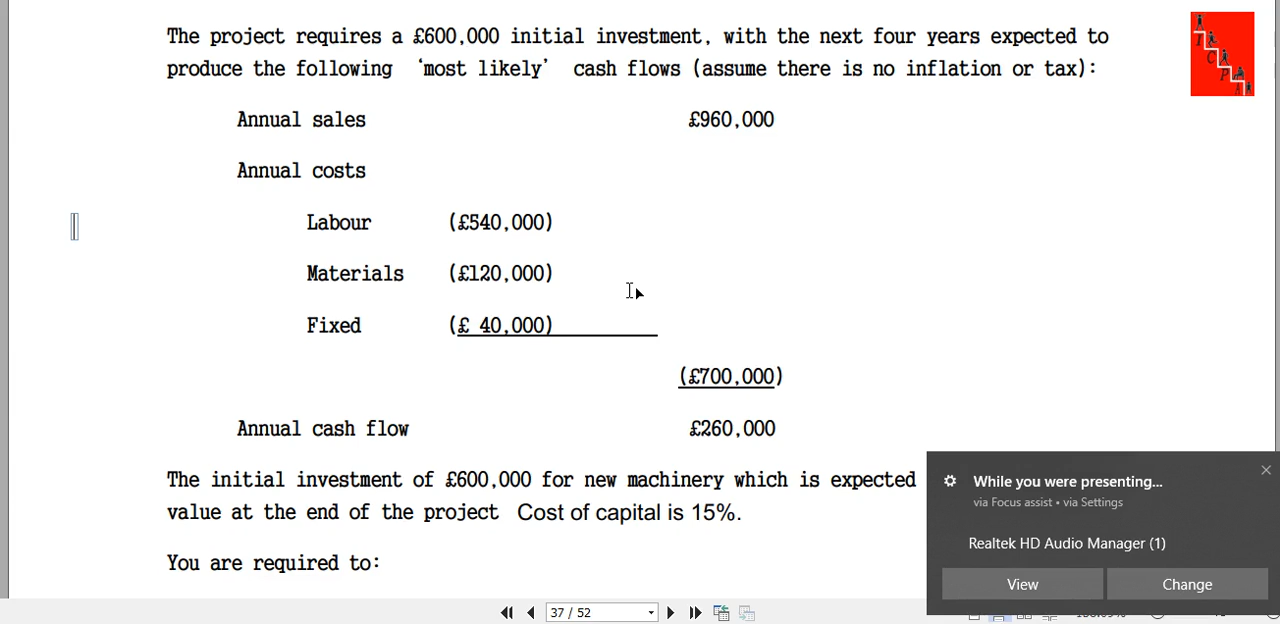 The project requires a £600,000 initial investment, with the next four years expected to
produce the following 'most likely' cash flows (assume there is no inflation or tax):
Annual sales £960,000
Annual costs
Labour (£540,000)
Materials (£120,000)
Fixed (£ 40,000)
(£700,000)
Annual cash flow £260,000
The initial investment of £600,000 for new machinery which is expected
value at the end of the project Cost of capital is 15%.
You are required to:
While you were presenting...
via Focus assist • via Settings
Realtek HD Audio Manager (1)
View Change
37 / 52
I
C
P
A